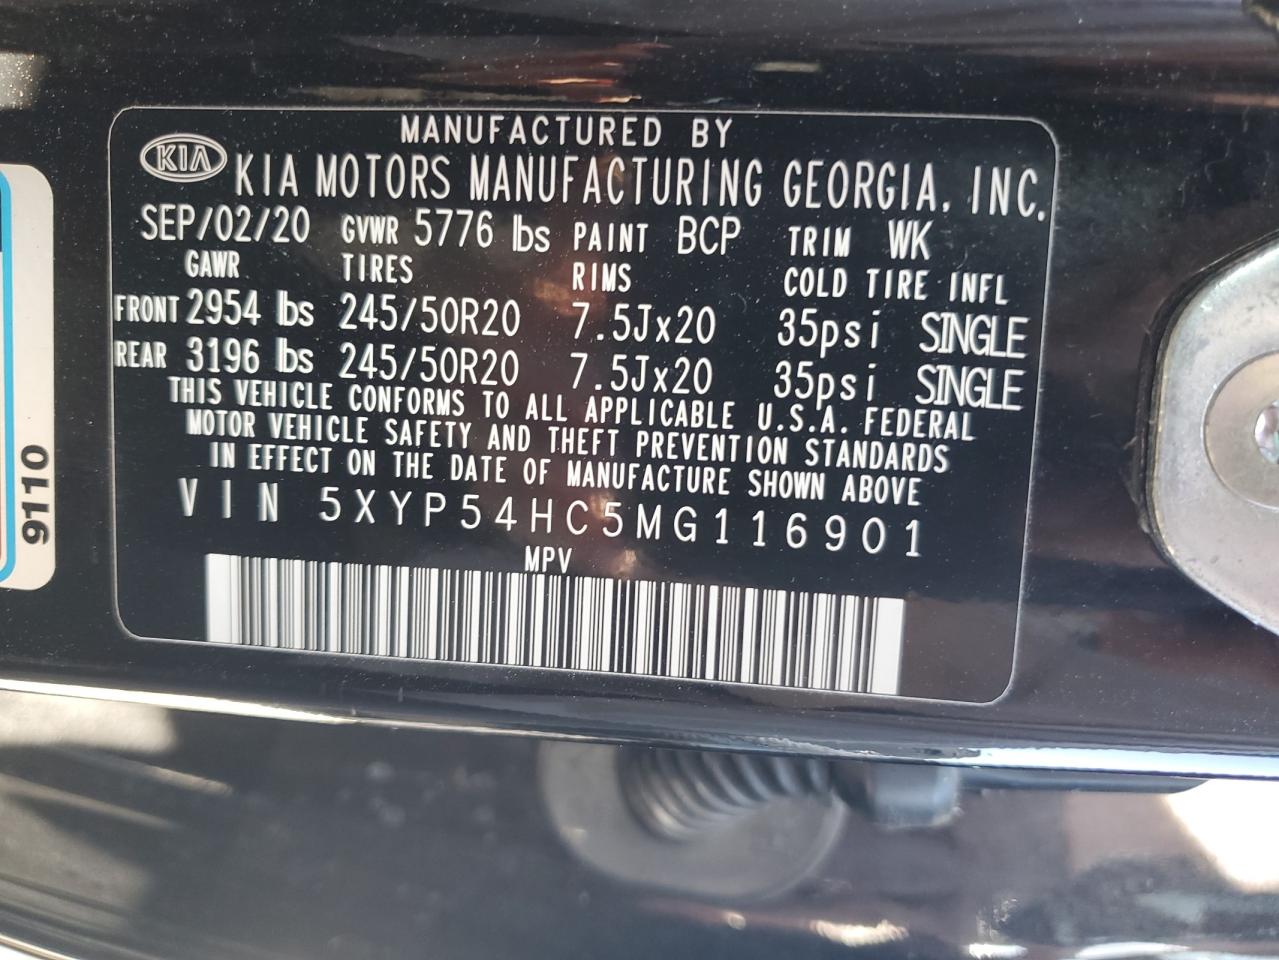 MANUFACTURED BY
KIA KIA MOTORS MANUFACTURING GEORGIA, INC.
SEP/02/20 GVWR 5776 lbs PAINT BCP TRIM WK
GAWR TIRES RIMS COLD TIRE INFL
FRONT 2954 lbs 245/50R20 7.5Jx20 35psi SINGLE
REAR 3196 lbs 245/50R20 7.5Jx20 35psi SINGLE
THIS VEHICLE CONFORMS TO ALL APPLICABLE U.S.A. FEDERAL
MOTOR VEHICLE SAFETY AND THEFT PREVENTION STANDARDS
IN EFFECT ON THE DATE OF MANUFACTURE SHOWN ABOVE
VIN 5XYP54HC5MG116901
MPV
9110